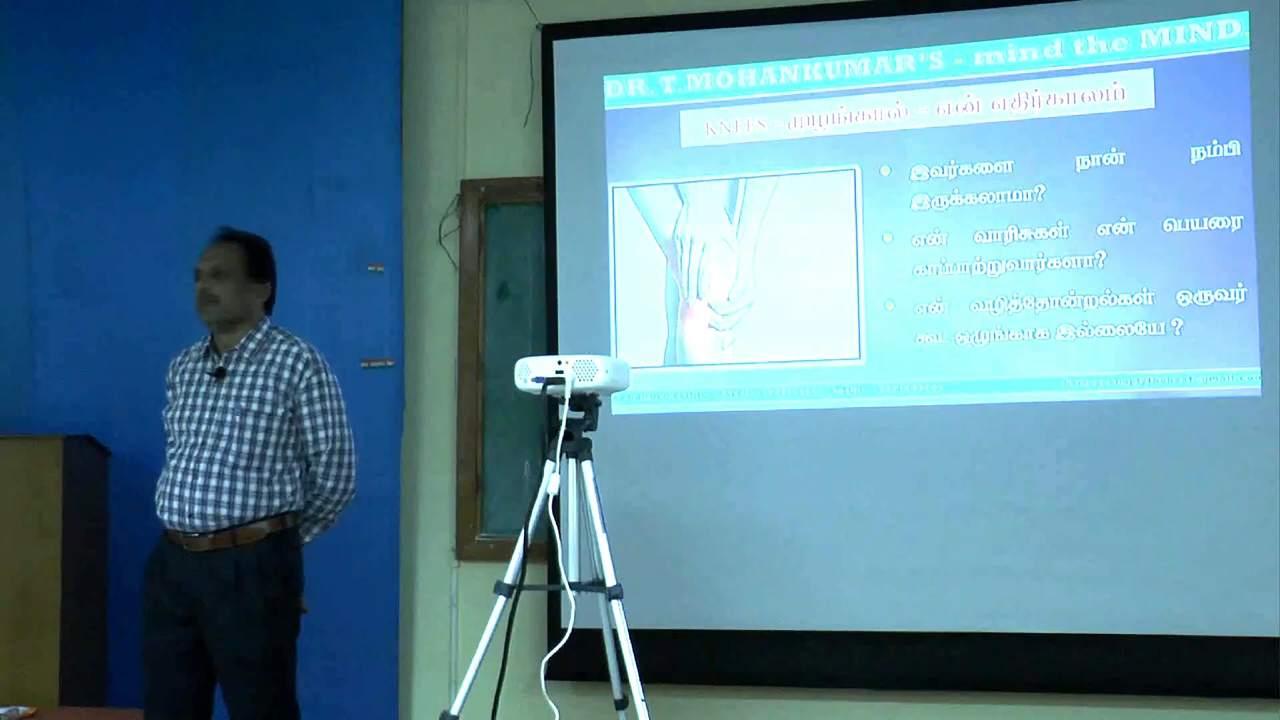 DR.T.MOHANKUMAR'S - mind the MIND
KNEES - முழங்கால் – என் எதிர்காலம்
இவர்களை நான் நம்பி
இருக்கலாமா?
என் வாரிசுகள் என் பெயரை
காப்பாற்றுவார்களா?
என் வழித்தோன்றல்கள் ஒருவர்
கூட ஒழுங்காக இல்லையே ?